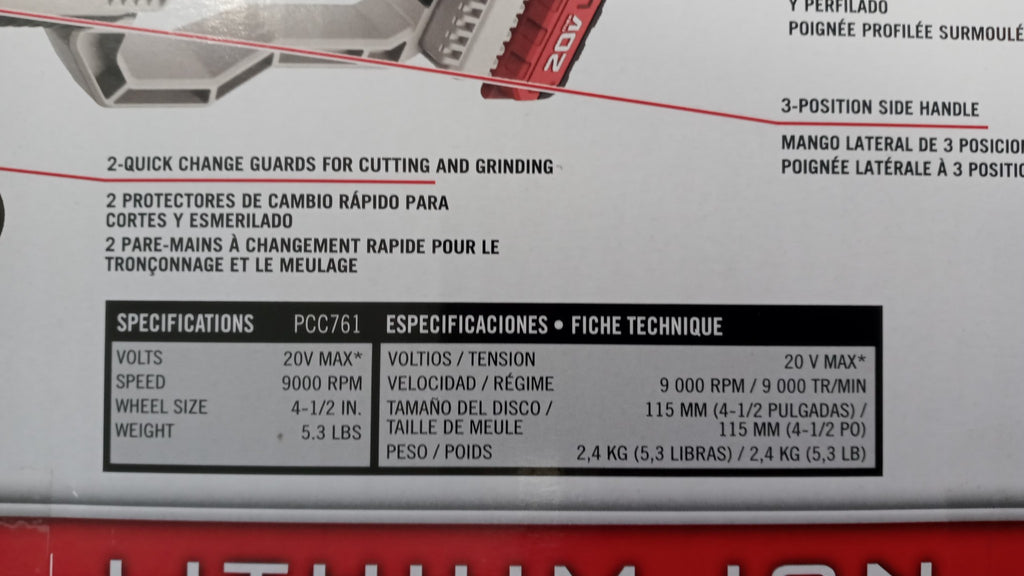 20V
Y PERFILADO
POIGNÉE PROFILÉE SURMOULÉ
3-POSITION SIDE HANDLE
MANGO LATERAL DE 3 POSICIO
POIGNÉE LATÉRALE À 3 POSITIO
2-QUICK CHANGE GUARDS FOR CUTTING AND GRINDING
2 PROTECTORES DE CAMBIO RÁPIDO PARA
CORTES Y ESMERILADO
2 PARE-MAINS À CHANGEMENT RAPIDE POUR LE
TRONÇONNAGE ET LE MEULAGE
SPECIFICATIONS PCC761
VOLTS 20V MAX*
SPEED 9000 RPM
WHEEL SIZE 4-1/2 IN.
WEIGHT 5.3 LBS
ESPECIFICACIONES • FICHE TECHNIQUE
VOLTIOS / TENSION 20 V MAX*
VELOCIDAD / RÉGIME 9 000 RPM / 9 000 TR/MIN
TAMAÑO DEL DISCO / 115 MM (4-1/2 PULGADAS) /
TAILLE DE MEULE 115 MM (4-1/2 PO)
PESO / POIDS 2,4 KG (5,3 LIBRAS) / 2,4 KG (5,3 LB)
LITHIUM ION